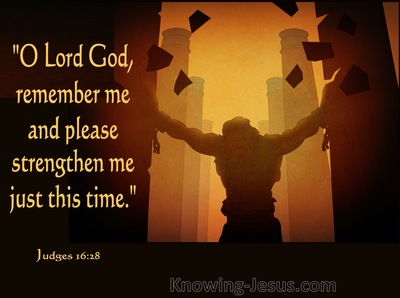 "O Lord God,
remember me
and please
strengthen me
just this time."
Judges 16:28
Knowing-Jesus.com